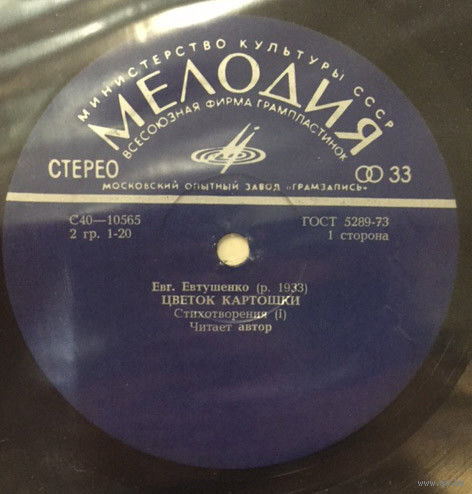 МИНИСТЕРСТВО КУЛЬТУРЫ СССР
МЕЛОДИЯ
ВСЕСОЮЗНАЯ ФИРМА ГРАМПЛАСТИНОК
СТЕРЕО
33
МОСКОВСКИЙ ОПЫТНЫЙ ЗАВОД «ГРАМЗАПИСЬ»
С40—10565
ГОСТ 5289-73
2 гр. 1-20
1 сторона
Евг. Евтушенко (р. 1933)
ЦВЕТОК КАРТОШКИ
Стихотворения (I)
Читает автор